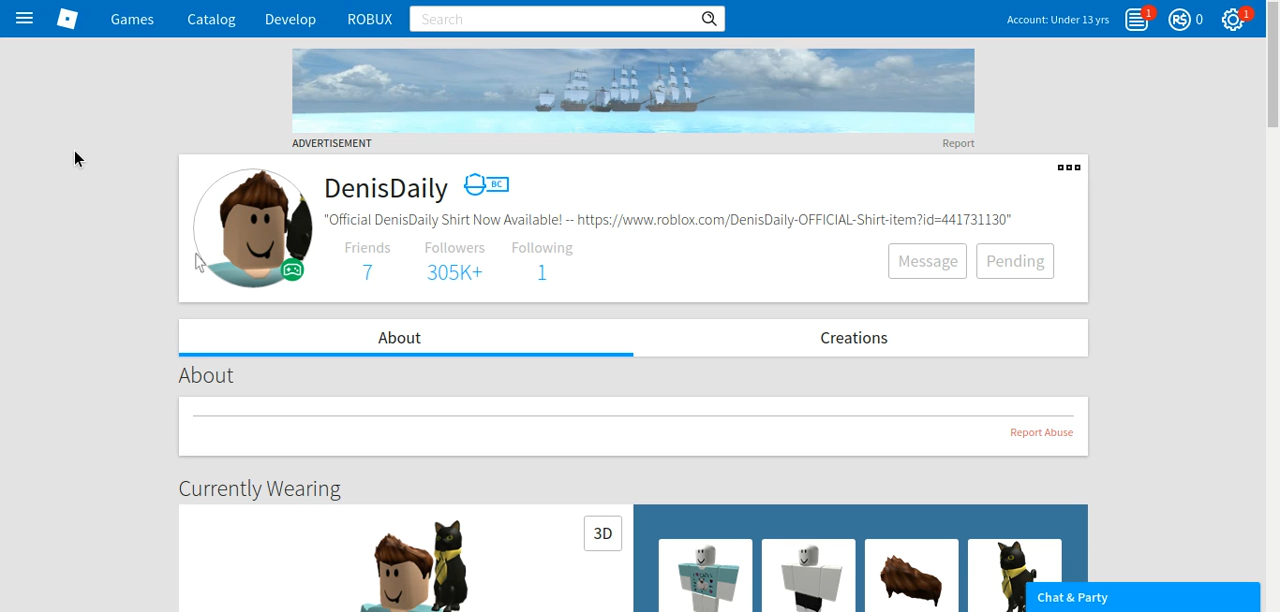 Games Catalog Develop ROBUX Search Account: Under 13 yrs 1 R$ 0 1
ADVERTISEMENT Report
DenisDaily BC
"Official DenisDaily Shirt Now Available! -- https://www.roblox.com/DenisDaily-OFFICIAL-Shirt-item?id=441731130"
Friends Followers Following
7 305K+ 1
Message Pending
About Creations
About
Report Abuse
Currently Wearing
3D
Chat & Party